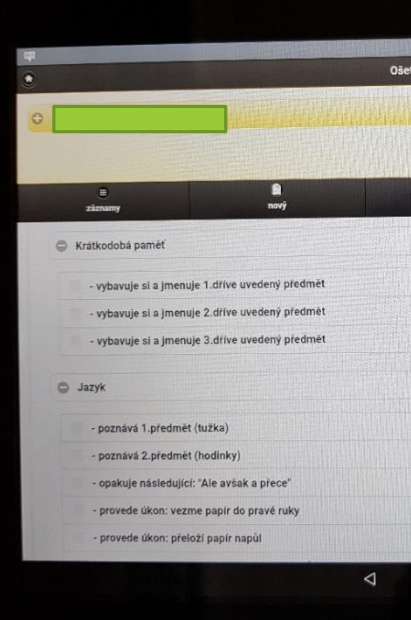 Ošet
záznamy
nový
Krátkodobá paměť
- vybavuje si a jmenuje 1.dříve uvedený předmět
- vybavuje si a jmenuje 2.dříve uvedený předmět
- vybavuje si a jmenuje 3.dříve uvedený předmět
Jazyk
- poznává 1.předmět (tužka)
- poznává 2.předmět (hodinky)
- opakuje následující: "Ale avšak a přece"
- provede úkon: vezme papír do pravé ruky
- provede úkon: přeloží papír napůl